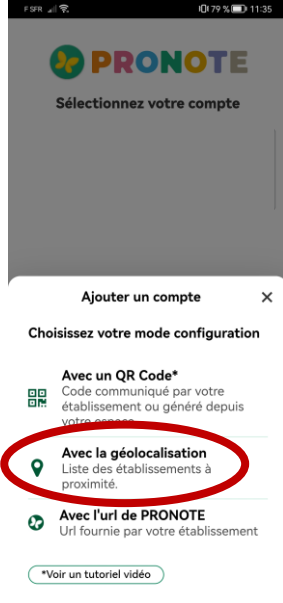 F SFR 79 % 11:35
PRONOTE
Sélectionnez votre compte
Ajouter un compte
Choisissez votre mode configuration
Avec un QR Code*
Code communiqué par votre
établissement ou généré depuis
votre espace.
Avec la géolocalisation
Liste des établissements à
proximité.
Avec l'url de PRONOTE
Url fournie par votre établissement
*Voir un tutoriel vidéo